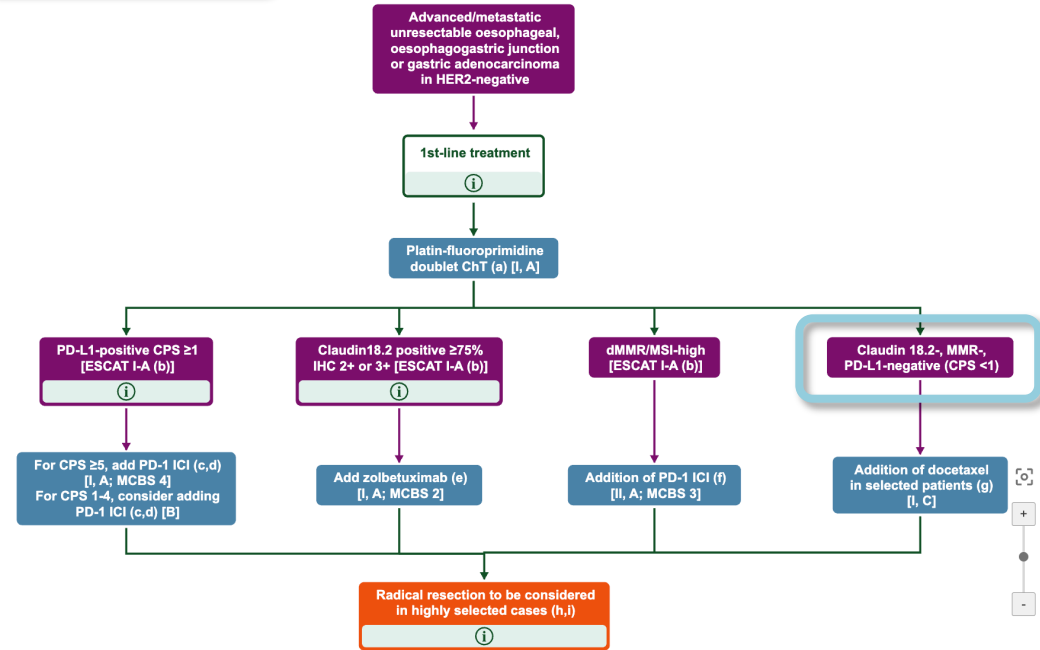 Advanced/metastatic
unresectable oesophageal,
oesophagogastric junction
or gastric adenocarcinoma
in HER2-negative
1st-line treatment
i
Platin-fluoroprimidine
doublet ChT (a) [I, A]
PD-L1-positive CPS ≥1
[ESCAT I-A (b)]
i
Claudin18.2 positive ≥75%
IHC 2+ or 3+ [ESCAT I-A (b)]
i
dMMR/MSI-high
[ESCAT I-A (b)]
Claudin 18.2-, MMR-,
PD-L1-negative (CPS <1)
For CPS ≥5, add PD-1 ICI (c,d)
[I, A; MCBS 4]
For CPS 1-4, consider adding
PD-1 ICI (c,d) [B]
Add zolbetuximab (e)
[I, A; MCBS 2]
Addition of PD-1 ICI (f)
[II, A; MCBS 3]
Addition of docetaxel
in selected patients (g)
[I, C]
+
-
Radical resection to be considered
in highly selected cases (h,i)
i